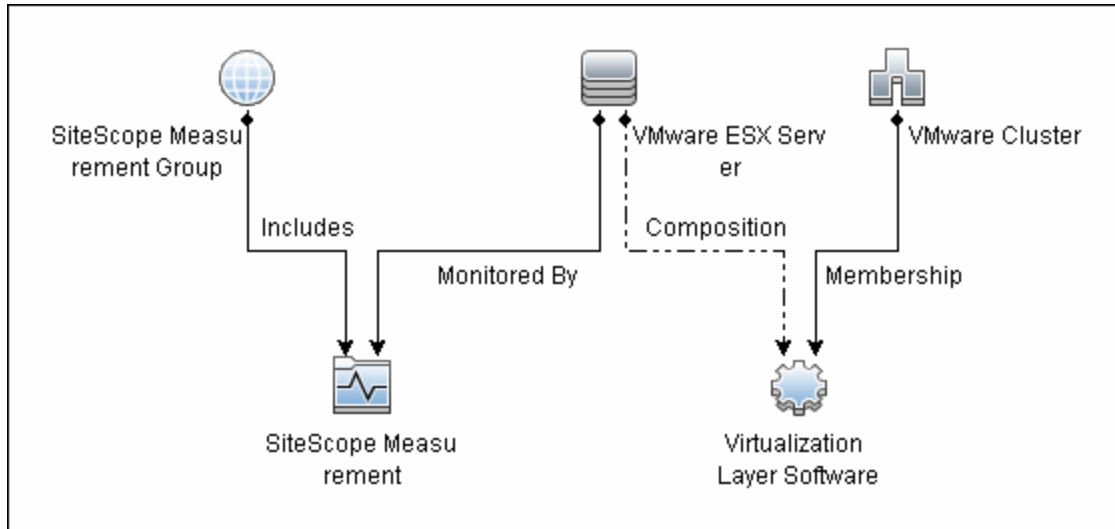 SiteScope Measu
rement Group
VMware ESX Serv
er
VMware Cluster
Includes
Composition
Monitored By
Membership
SiteScope Measu
rement
Virtualization
Layer Software